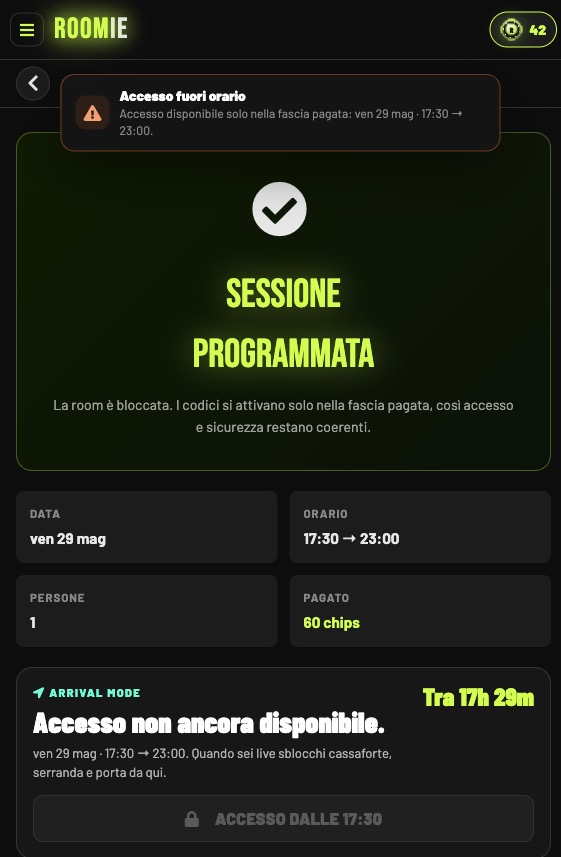 ROOMIE
42
Accesso fuori orario
Accesso disponibile solo nella fascia pagata: ven 29 mag · 17:30 →
23:00.
SESSIONE
PROGRAMMATA
La room è bloccata. I codici si attivano solo nella fascia pagata, così accesso
e sicurezza restano coerenti.
DATA
ven 29 mag
ORARIO
17:30 → 23:00
PERSONE
1
PAGATO
60 chips
ARRIVAL MODE
Tra 17h 29m
Accesso non ancora disponibile.
ven 29 mag · 17:30 → 23:00. Quando sei live sblocchi cassaforte,
serranda e porta da qui.
ACCESSO DALLE 17:30